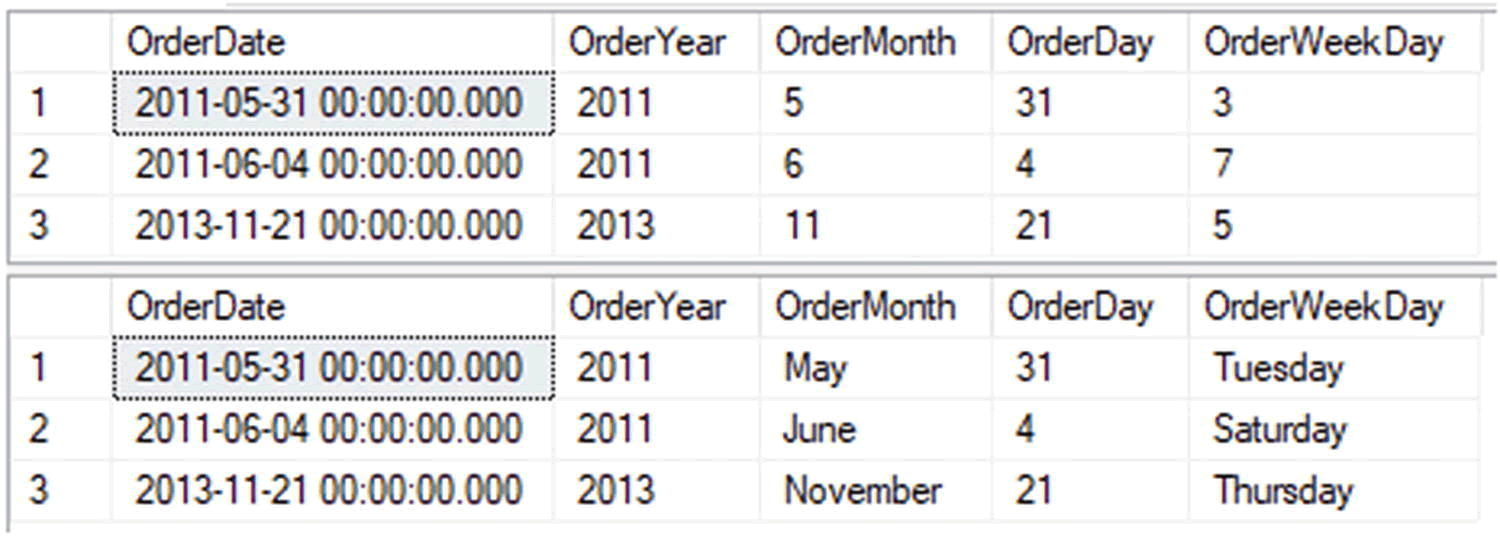 OrderDate OrderYear OrderMonth OrderDay OrderWeekDay
1 2011-05-31 00:00:00.000 2011 5 31 3
2 2011-06-04 00:00:00.000 2011 6 4 7
3 2013-11-21 00:00:00.000 2013 11 21 5
OrderDate OrderYear OrderMonth OrderDay OrderWeekDay
1 2011-05-31 00:00:00.000 2011 May 31 Tuesday
2 2011-06-04 00:00:00.000 2011 June 4 Saturday
3 2013-11-21 00:00:00.000 2013 November 21 Thursday